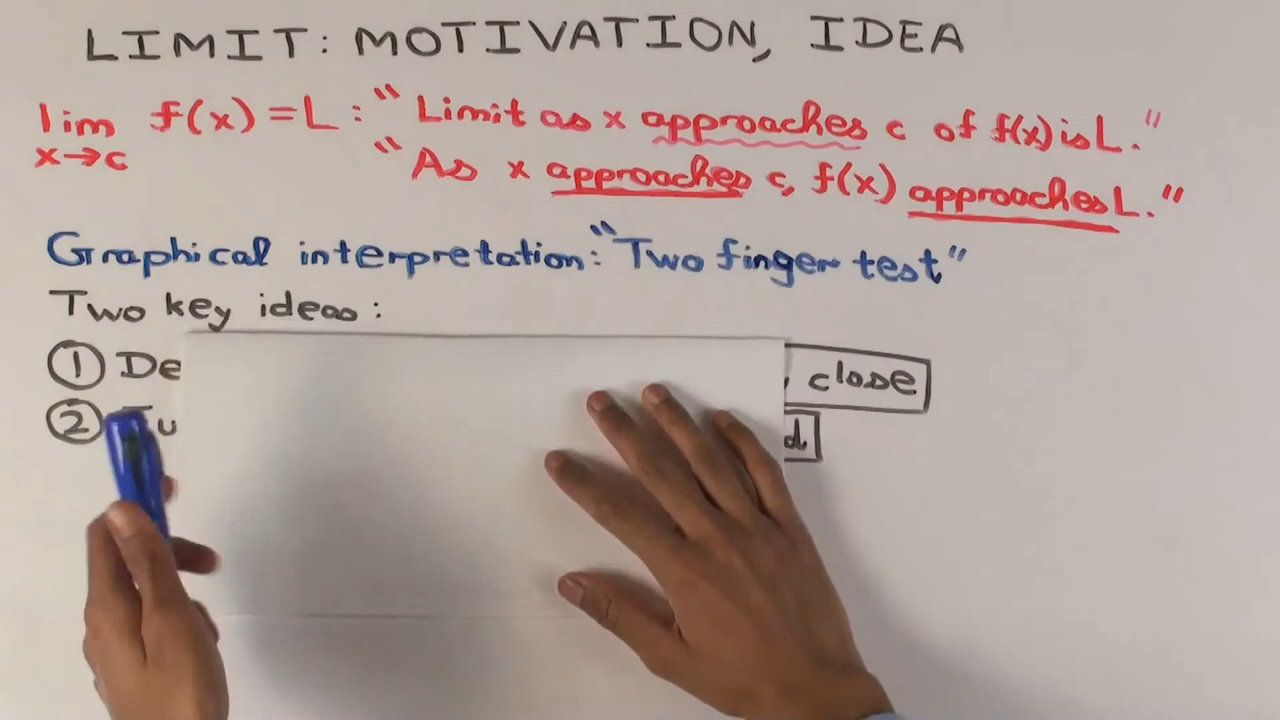 LIMIT: MOTIVATION, IDEA
lim f(x) = L : "Limit as x approaches c of f(x) is L."
x→c
"As x approaches c, f(x) approaches L."
Graphical interpretation: "Two finger test"
Two key ideas:
① De , close
② d